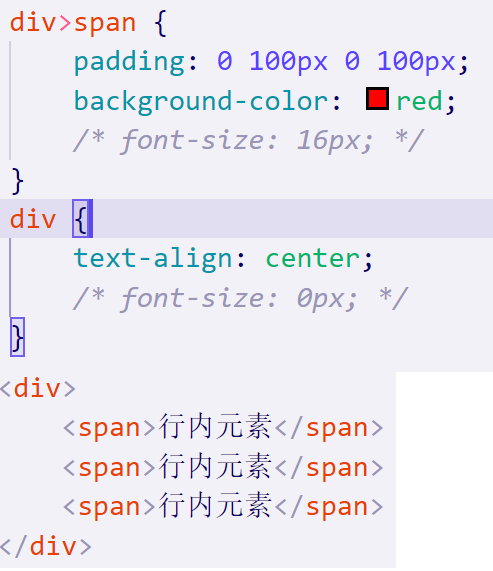 div>span {
padding: 0 100px 0 100px;
background-color: red;
/* font-size: 16px; */
}
div {
text-align: center;
/* font-size: 0px; */
}
<div>
<span>行内元素</span>
<span>行内元素</span>
<span>行内元素</span>
</div>